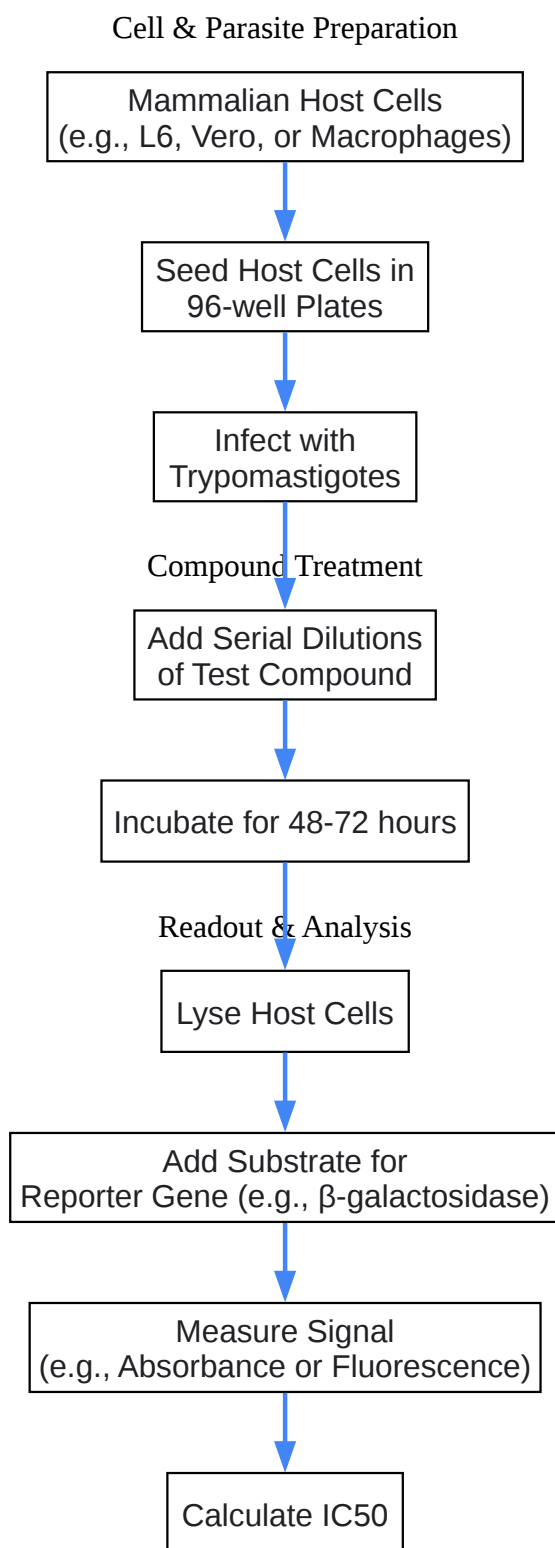 Cell & Parasite Preparation
Mammalian Host Cells
(e.g., L6, Vero, or Macrophages)
Seed Host Cells in
96-well Plates
Infect with
Trypomastigotes
Compound Treatment
Add Serial Dilutions
of Test Compound
Incubate for 48-72 hours
Readout & Analysis
Lyse Host Cells
Add Substrate for
Reporter Gene (e.g., β-galactosidase)
Measure Signal
(e.g., Absorbance or Fluorescence)
Calculate IC50